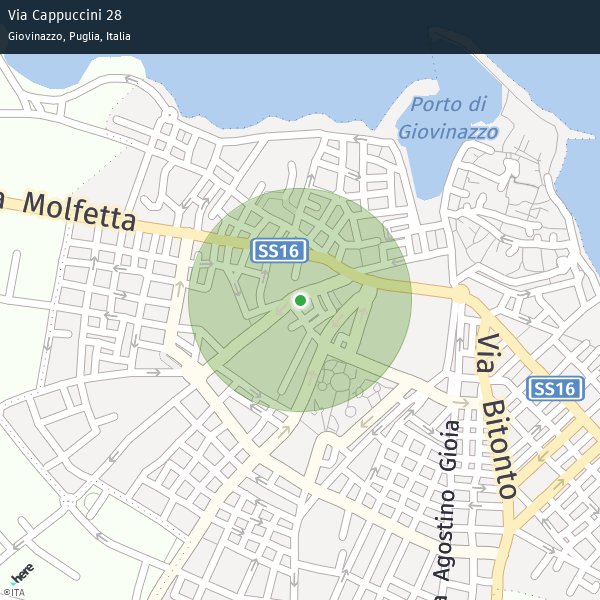 Via Cappuccini 28
Giovinazzo, Puglia, Italia
Porto di
Giovinazzo
a Molfetta
SS16
Via Bitonto
SS16
a Agostino Gioia
here
©ITA